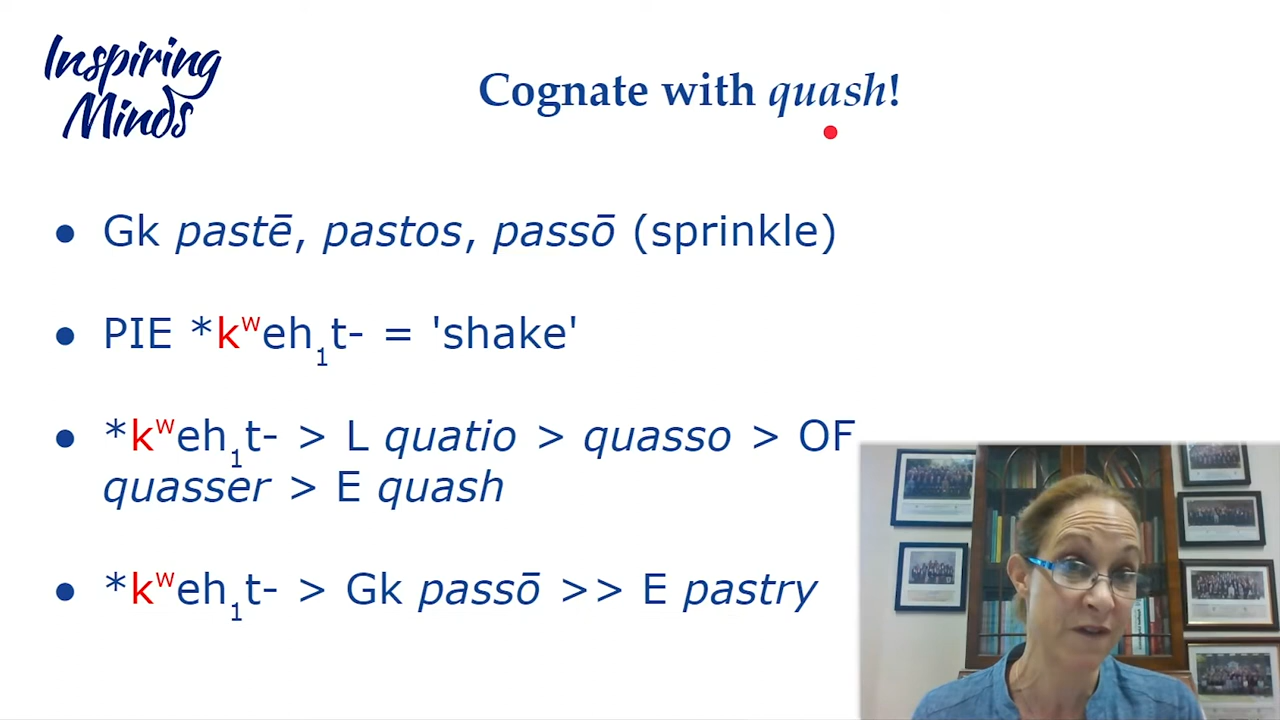 Inspiring
Minds
Cognate with quash!
● Gk pastē, pastos, passō (sprinkle)
● PIE *kʷeh₁t- = 'shake'
● *kʷeh₁t- > L quatio > quasso > OF
quasser > E quash
● *kʷeh₁t- > Gk passō >> E pastry